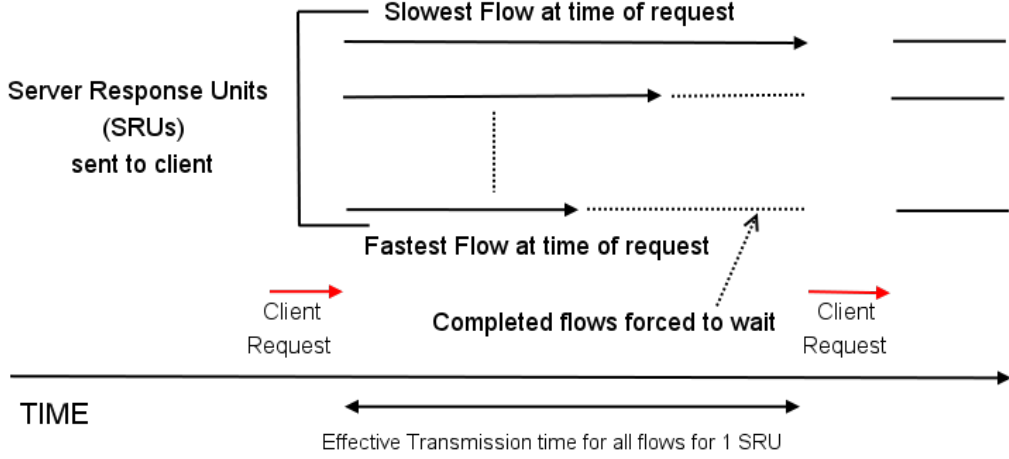 Slowest Flow at time of request
Server Response Units
(SRUs)
sent to client
Fastest Flow at time of request
Client
Request
Completed flows forced to wait
Client
Request
TIME
Effective Transmission time for all flows for 1 SRU